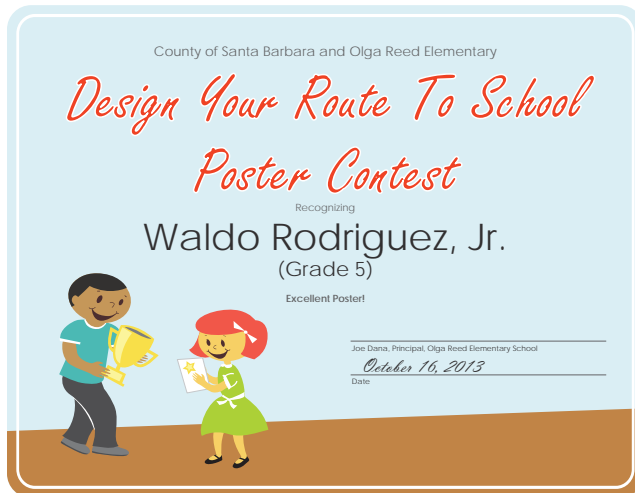 County of Santa Barbara and Olga Reed Elementary
Design Your Route To School
Poster Contest
Recognizing
Waldo Rodriguez, Jr.
(Grade 5)
Excellent Poster!
Joe Dana, Principal, Olga Reed Elementary School
October 16, 2013
Date